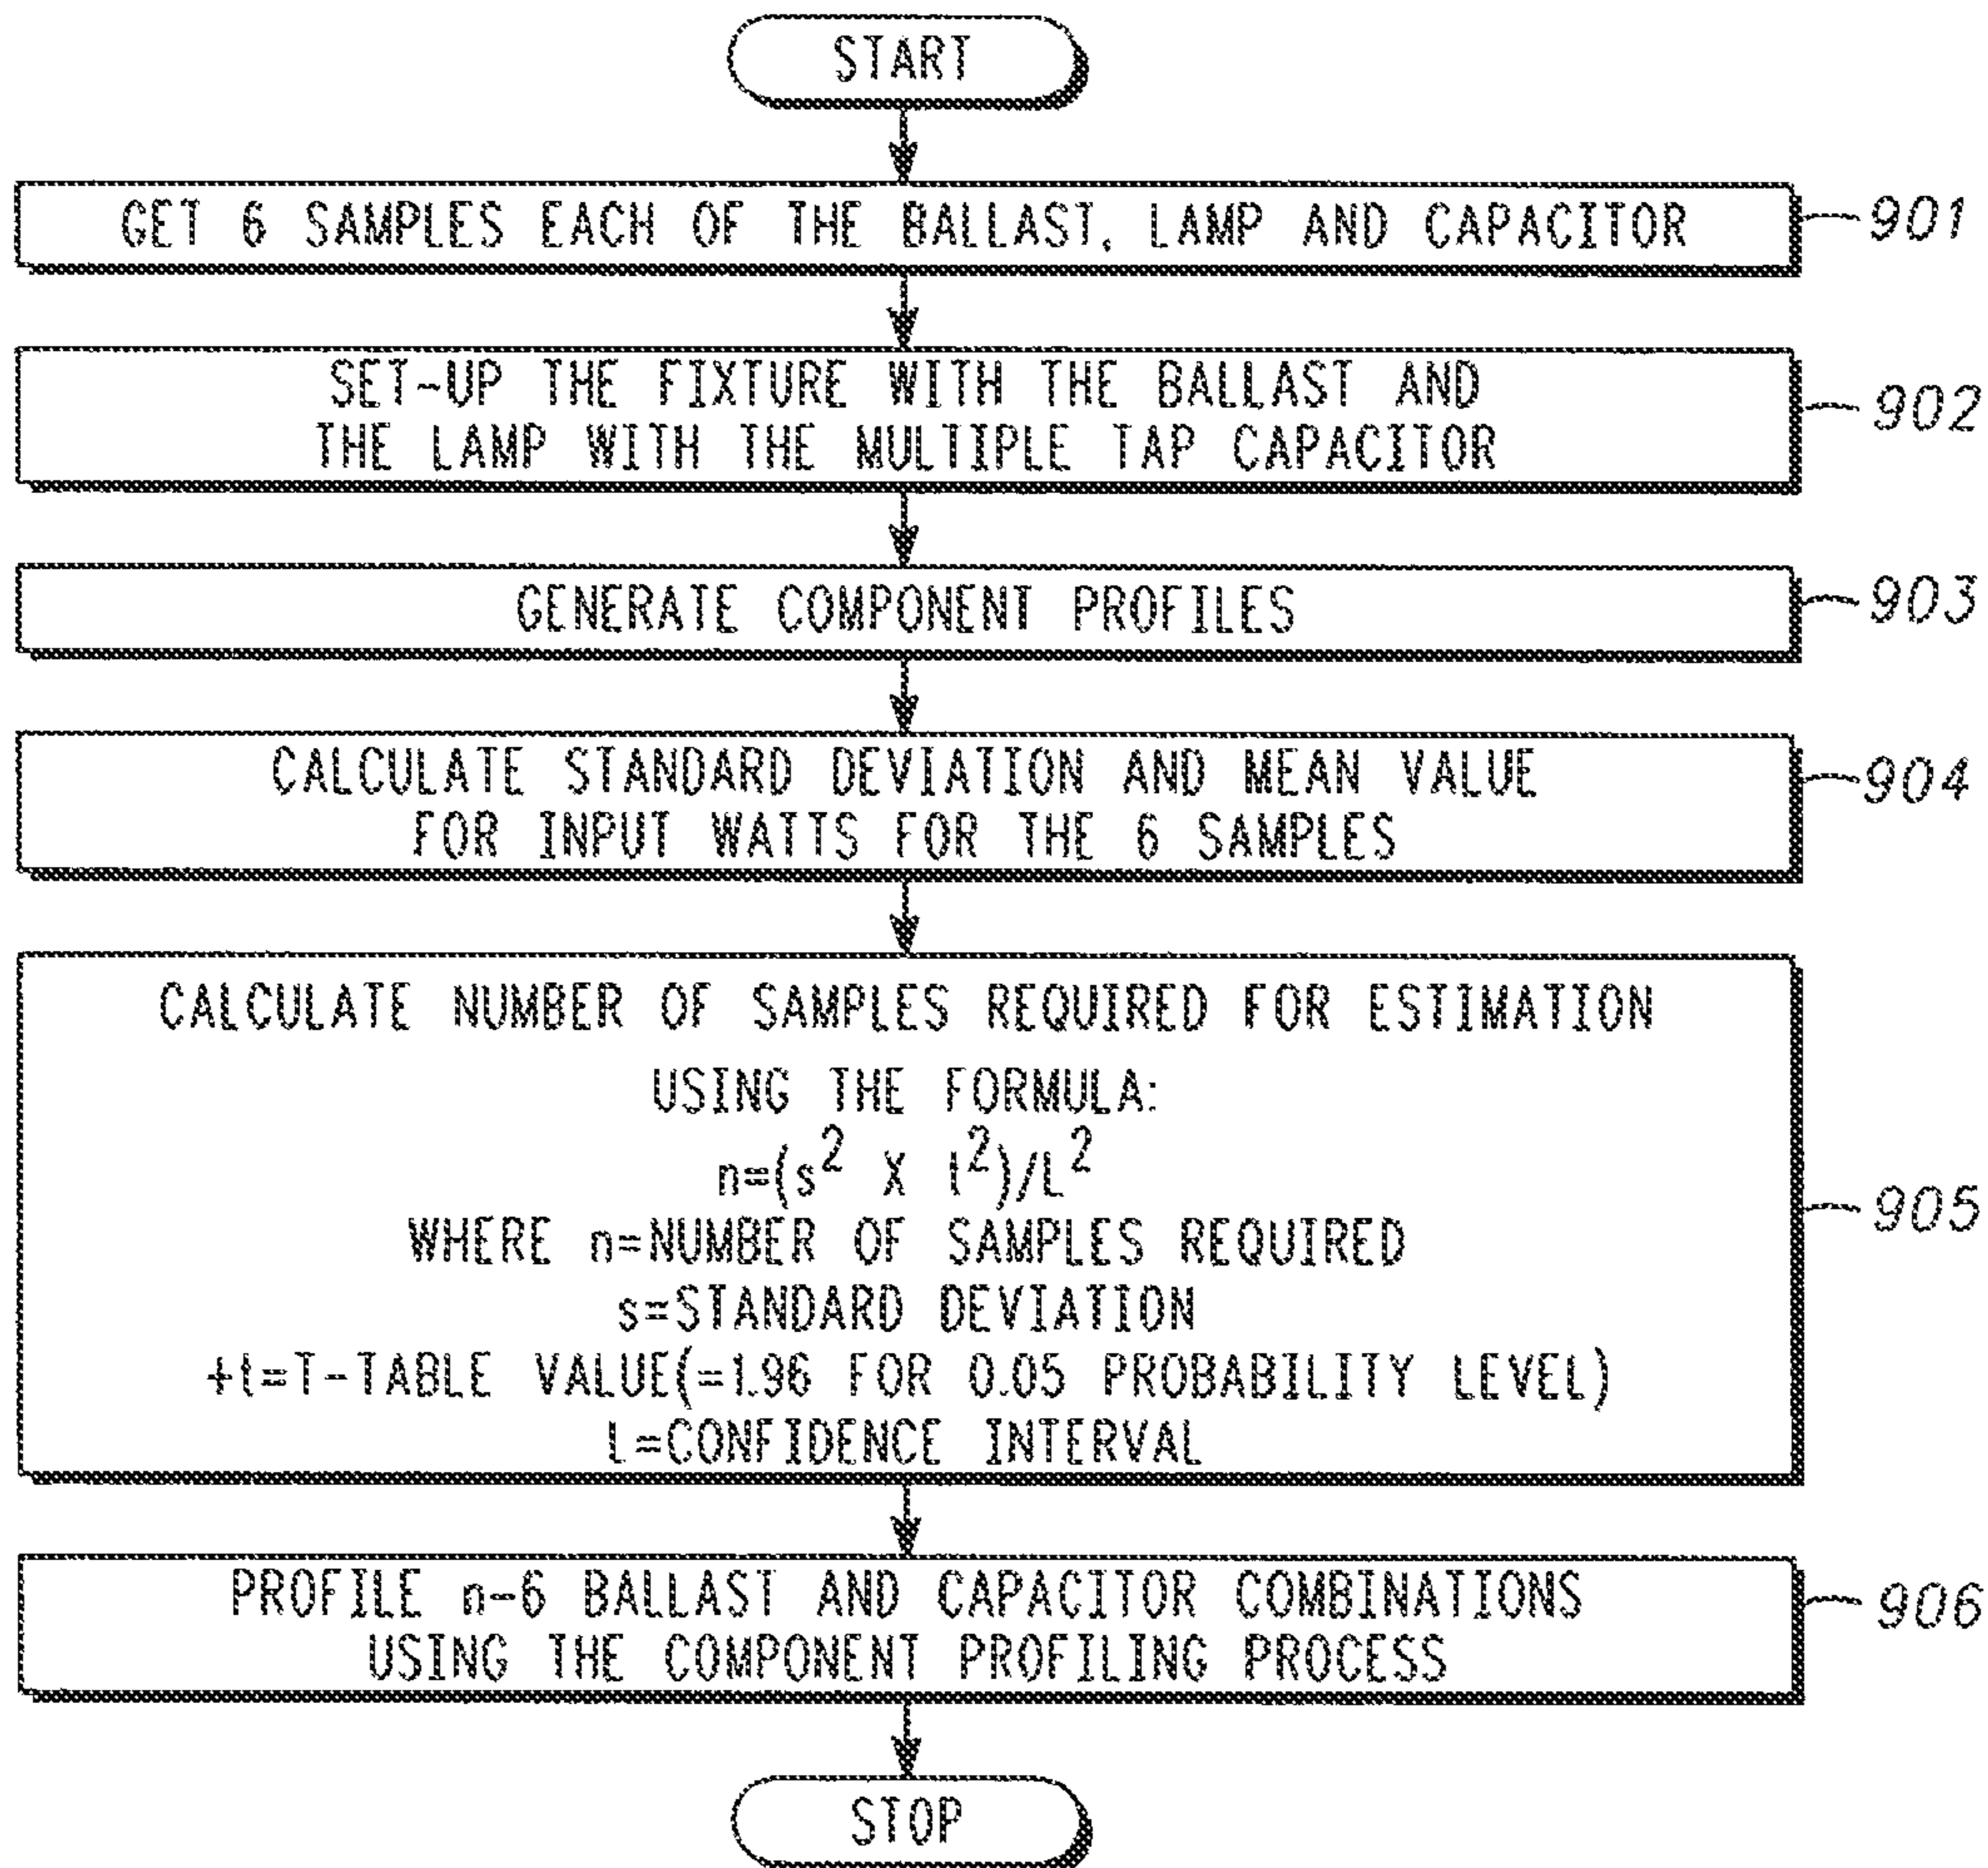 START
GET 6 SAMPLES EACH OF THE BALLAST, LAMP AND CAPACITOR
901
SET-UP THE FIXTURE WITH THE BALLAST AND
THE LAMP WITH THE MULTIPLE TAP CAPACITOR
902
GENERATE COMPONENT PROFILES
903
CALCULATE STANDARD DEVIATION AND MEAN VALUE
FOR INPUT WATTS FOR THE 6 SAMPLES
904
CALCULATE NUMBER OF SAMPLES REQUIRED FOR ESTIMATION
USING THE FORMULA:
n=(s² X t²)/L²
WHERE n=NUMBER OF SAMPLES REQUIRED
s=STANDARD DEVIATION
+t=T-TABLE VALUE(=1.96 FOR 0.05 PROBABILITY LEVEL)
L=CONFIDENCE INTERVAL
905
PROFILE n-6 BALLAST AND CAPACITOR COMBINATIONS
USING THE COMPONENT PROFILING PROCESS
906
STOP